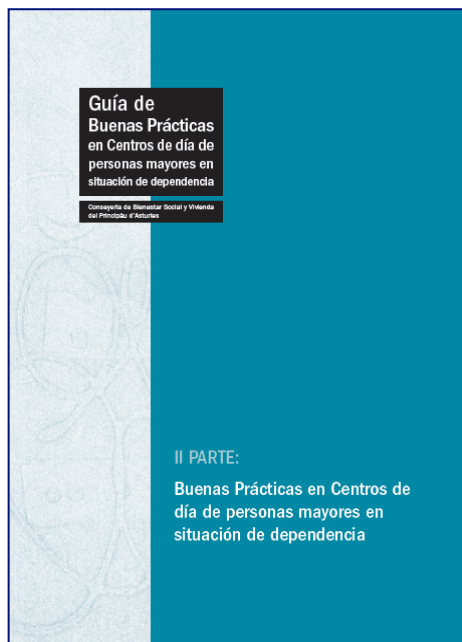 Guía de
Buenas Prácticas
en Centros de día de
personas mayores en
situación de dependencia
Conseyería de Bienestar Social y Vivienda
del Principáu d'Asturies
II PARTE:
Buenas Prácticas en Centros de
día de personas mayores en
situación de dependencia